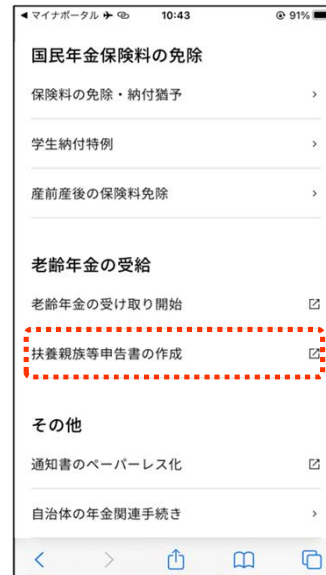 マイナポータル 10:43 91%
国民年金保険料の免除
保険料の免除・納付猶予
学生納付特例
産前産後の保険料免除
老齢年金の受給
老齢年金の受け取り開始
扶養親族等申告書の作成
その他
通知書のペーパーレス化
自治体の年金関連手続き